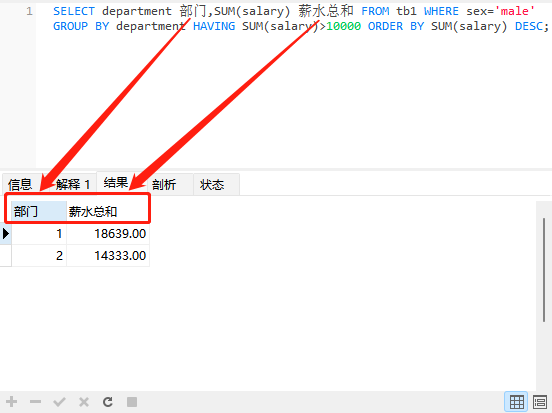 1 SELECT department 部门,SUM(salary) 薪水总和 FROM tb1 WHERE sex='male'
GROUP BY department HAVING SUM(salary)>10000 ORDER BY SUM(salary) DESC;
信息 解释 1 结果 剖析 状态
部门 薪水总和
1 18639.00
2 14333.00